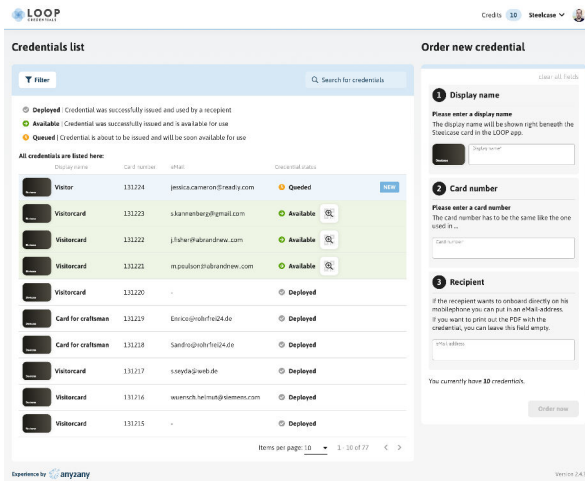 LOOP
CREDENTIALS
Credits 10 Steelcase
Credentials list
Filter
Search for credentials
Deployed | Credential was successfully issued and used by a recepient
Available | Credential was successfully issued and is available for use
Queued | Credential is about to be issued and will be soon available for use
All credentials are listed here:
Display name Card number eMail Credential status
Visitor 131224 jessica.cameron@readly.com Queded NEW
Visitorcard 131223 s.kannenberg@gmail.com Available
Visitorcard 131222 j.fisher@abrandnew.com Available
Visitorcard 131221 m.poulson@abrandnew.com Available
Visitorcard 131220 - Deployed
Card for craftsman 131219 Enrice@rohrfrei24.de Deployed
Card for craftsman 131218 Sandro@rohrfrei24.de Deployed
Visitorcard 131217 s.seyda@web.de Deployed
Visitorcard 131216 wuensch.helmut@siemens.com Deployed
Visitorcard 131215 - Deployed
Items per page: 10 1 - 10 of 77
Order new credential
clear all fields
1 Display name
Please enter a display name
The display name will be shown right beneath the
Steelcase card in the LOOP app.
Display name*
2 Card number
Please enter a card number
The card number has to be the same like the one
used in ...
Card number*
3 Recipient
If the recepient wants to onboard directly on his
mobilephone you can put in an eMail-address.
If you want to print out the PDF with the
credential, you can leave this field empty.
eMail address
You currently have 10 credentials.
Order now
Experience by anyzany